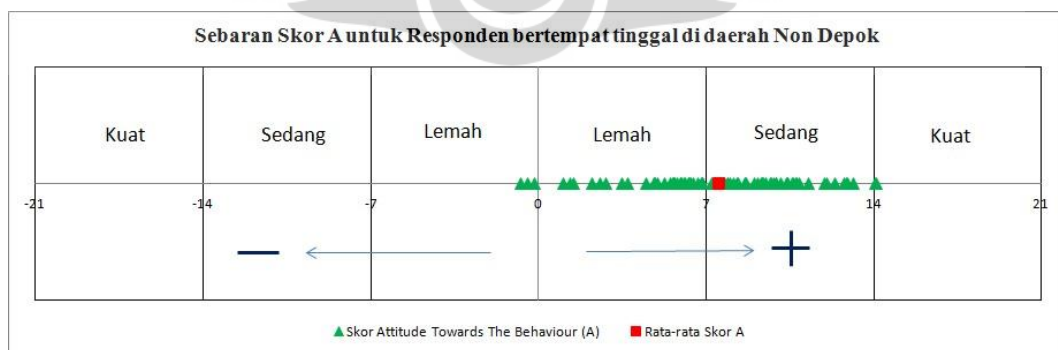 Sebaran Skor A untuk Responden bertempat tinggal di daerah Non Depok
Kuat Sedang Lemah Lemah Sedang Kuat
-21 -14 -7 0 7 14 21
Skor Attitude Towards The Behaviour (A) Rata-rata Skor A